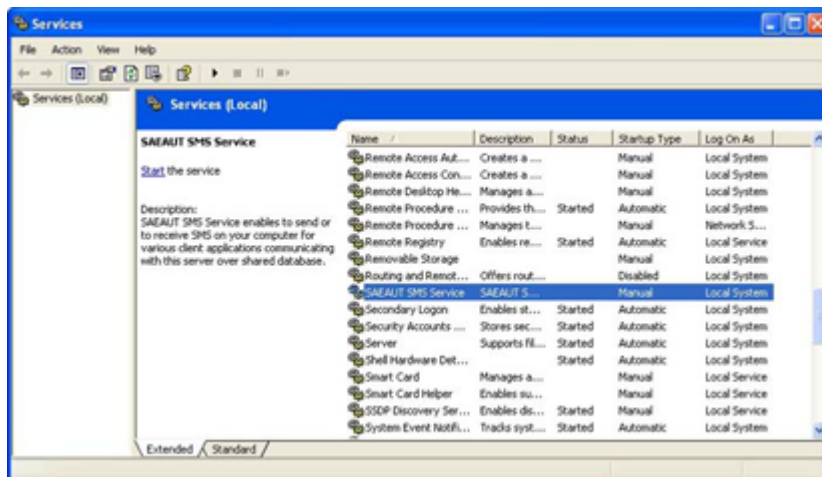 Services
File Action View Help
Services (Local)
Services (Local)
SAEAUT SMS Service
Start the service
Description:
SAEAUT SMS Service enables to send or
to receive SMS on your computer for
various client applications communicating
with this server over shared database.
Name / Description Status Startup Type Log On As
Remote Access Aut... Creates a ... Manual Local System
Remote Access Con... Creates a ... Manual Local System
Remote Desktop He... Manages a... Manual Local System
Remote Procedure ... Provides th... Started Automatic Local System
Remote Procedure ... Manages t... Manual Network S...
Remote Registry Enables re... Started Automatic Local Service
Removable Storage Manual Local System
Routing and Remot... Offers rout... Disabled Local System
SAEAUT SMS Service SAEAUT S... Manual Local System
Secondary Logon Enables st... Started Automatic Local System
Security Accounts ... Stores sec... Started Automatic Local System
Server Supports fil... Started Automatic Local System
Shell Hardware Det... Started Automatic Local System
Smart Card Manages a... Manual Local Service
Smart Card Helper Enables su... Manual Local Service
SSDP Discovery Ser... Enables dis... Started Manual Local Service
System Event Notifi... Tracks syst... Started Automatic Local System
Extended Standard